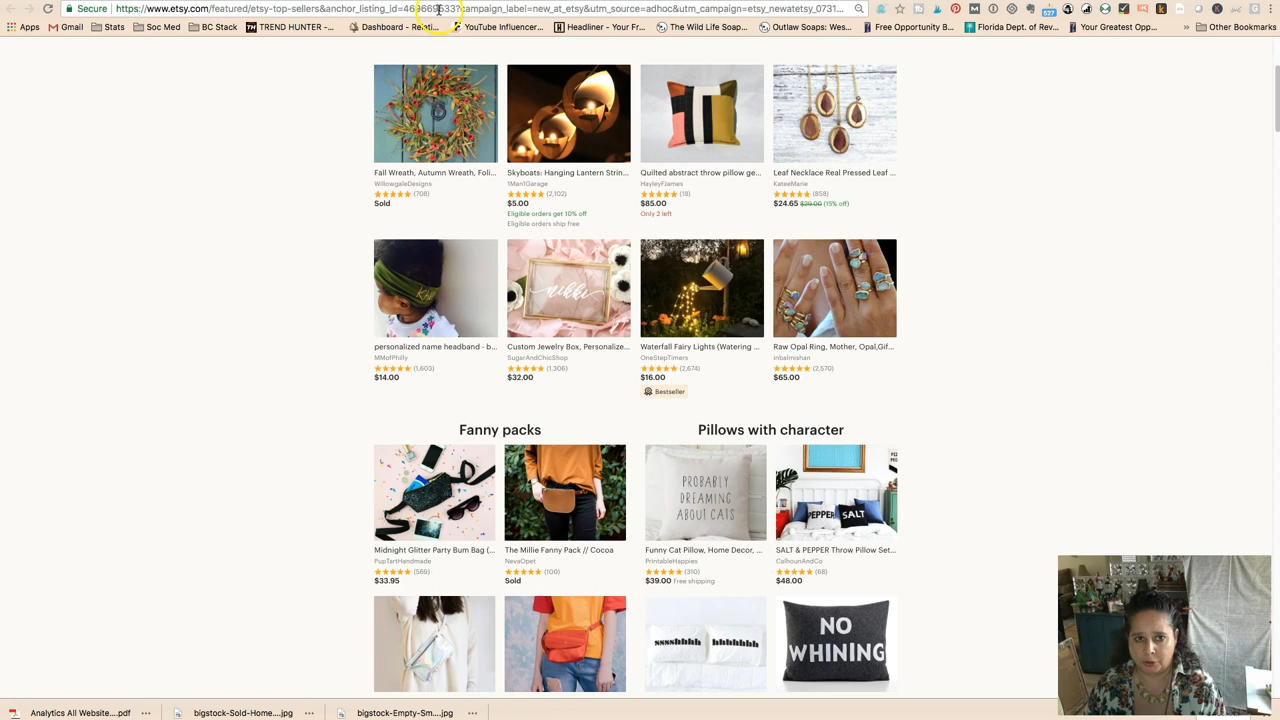 Secure https://www.etsy.com/featured/etsy-top-sellers&anchor_listing_id=469669633?campaign_label=new_at_etsy&utm_source=adhoc&utm_campaign=etsy_newatetsy_0731...
527
Apps Gmail Stats Soc Med BC Stack TREND HUNTER -... YouTube Influencer... Headliner - Your Fr... The Wild Life Soap... Outlaw Soaps: Wes... Free Opportunity B... Florida Dept. of Rev... Your Greatest Opp... » Other Bookmarks
Fall Wreath, Autumn Wreath, Foli... Skyboats: Hanging Lantern Strin... Quilted abstract throw pillow ge... Leaf Necklace Real Pressed Leaf ...
WillowgaleDesigns 1Man1Garage HayleyFJames KateeMarie
(708) (2,102) (18) (858)
Sold $5.00 $85.00 $24.65 $29.00 (15% off)
Eligible orders get 10% off Only 2 left
Eligible orders ship free
nikki
personalized name headband - b... Custom Jewelry Box, Personalize... Waterfall Fairy Lights (Watering ... Raw Opal Ring, Mother, Opal,Gif...
MMofPhilly SugarAndChicShop OneStepTimers inbalmishan
(1,603) (1,306) (2,674) (2,570)
$14.00 $32.00 $16.00 $65.00
Bestseller
Fanny packs Pillows with character
PROBABLY
DREAMING
ABOUT CATS
PEPPER SALT
Midnight Glitter Party Bum Bag (... The Millie Fanny Pack // Cocoa Funny Cat Pillow, Home Decor, ... SALT & PEPPER Throw Pillow Set...
PupTartHandmade NevaOpet PrintableHappies CalhounAndCo
(569) (100) (310) (68)
$33.95 Sold $39.00 Free shipping $48.00
NO
WHINING
Analytics All Website....pdf bigstock-Sold-Home....jpg bigstock-Empty-Sm....jpg